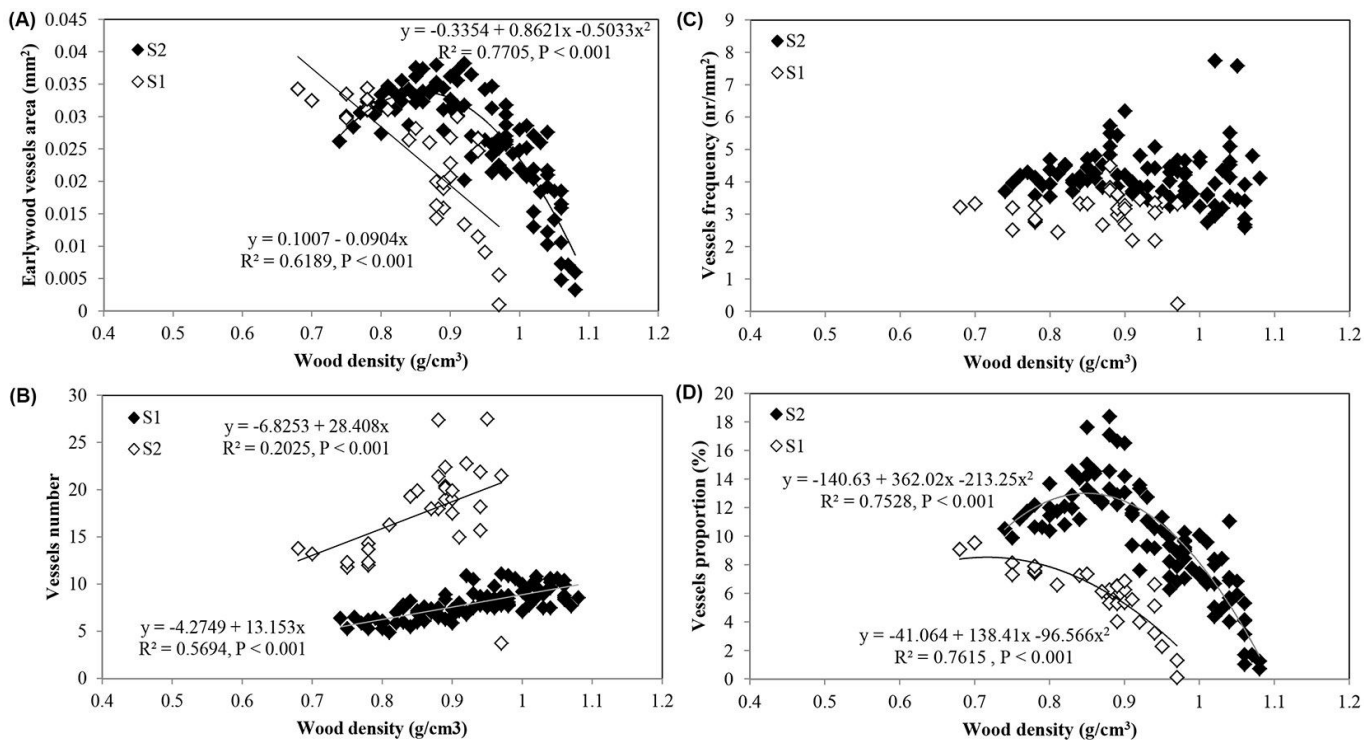 (A)
Earlywood vessels area (mm²)
0.045
0.04
0.035
0.03
0.025
0.02
0.015
0.01
0.005
0
S2
S1
y = -0.3354 + 0.8621x -0.5033x²
R² = 0.7705, P < 0.001
y = 0.1007 - 0.0904x
R² = 0.6189, P < 0.001
0.4 0.5 0.6 0.7 0.8 0.9 1 1.1 1.2
Wood density (g/cm³)
(C)
Vessels frequency (nr/mm²)
9
8
7
6
5
4
3
2
1
0
S2
S1
0.4 0.5 0.6 0.7 0.8 0.9 1 1.1 1.2
Wood density (g/cm³)
(B)
Vessels number
30
25
20
15
10
5
0
S1
S2
y = -6.8253 + 28.408x
R² = 0.2025, P < 0.001
y = -4.2749 + 13.153x
R² = 0.5694, P < 0.001
0.4 0.5 0.6 0.7 0.8 0.9 1 1.1 1.2
Wood density (g/cm3)
(D)
Vessels proportion (%)
20
18
16
14
12
10
8
6
4
2
0
S2
S1
y = -140.63 + 362.02x -213.25x²
R² = 0.7528, P < 0.001
y = -41.064 + 138.41x -96.566x²
R² = 0.7615 , P < 0.001
0.4 0.5 0.6 0.7 0.8 0.9 1 1.1 1.2
Wood density (g/cm³)